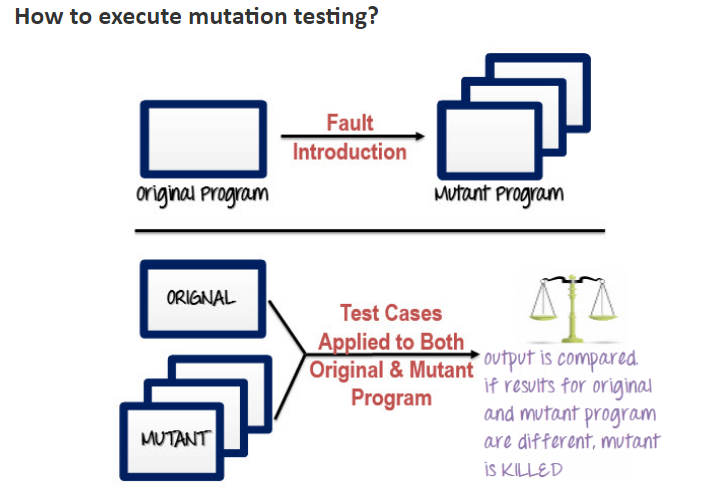 How to execute mutation testing?
Fault
Introduction
original Program
Mutant Program
ORIGNAL
MUTANT
Test Cases
Applied to Both
Original & Mutant
Program
output is compared
if results for original
and mutant program
are different, mutant
is KILLED